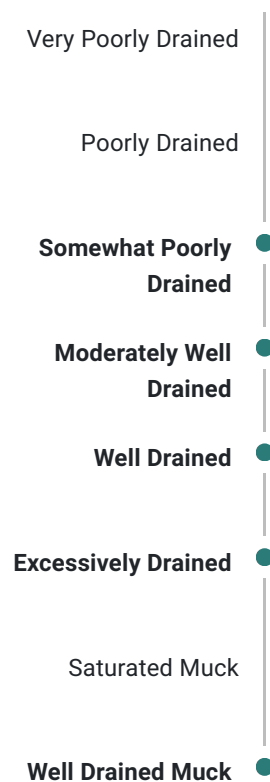 Very Poorly Drained
Poorly Drained
Somewhat Poorly
Drained
Moderately Well
Drained
Well Drained
Excessively Drained
Saturated Muck
Well Drained Muck